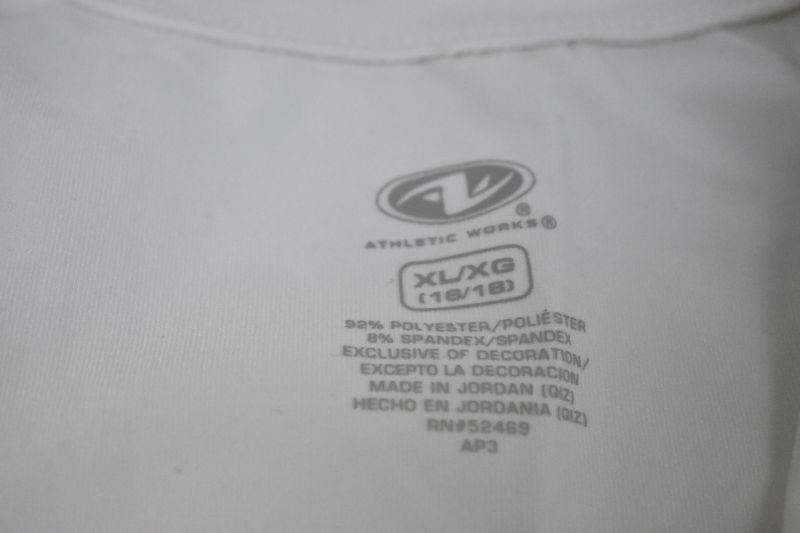 ®
ATHLETIC WORKS®
XL/XG
(16/18)
92% POLYESTER/POLIÉSTER
8% SPANDEX/SPANDEX
EXCLUSIVE OF DECORATION/
EXCEPTO LA DECORACION
MADE IN JORDAN (QIZ)
HECHO EN JORDANIA (QIZ)
RN#52469
AP3